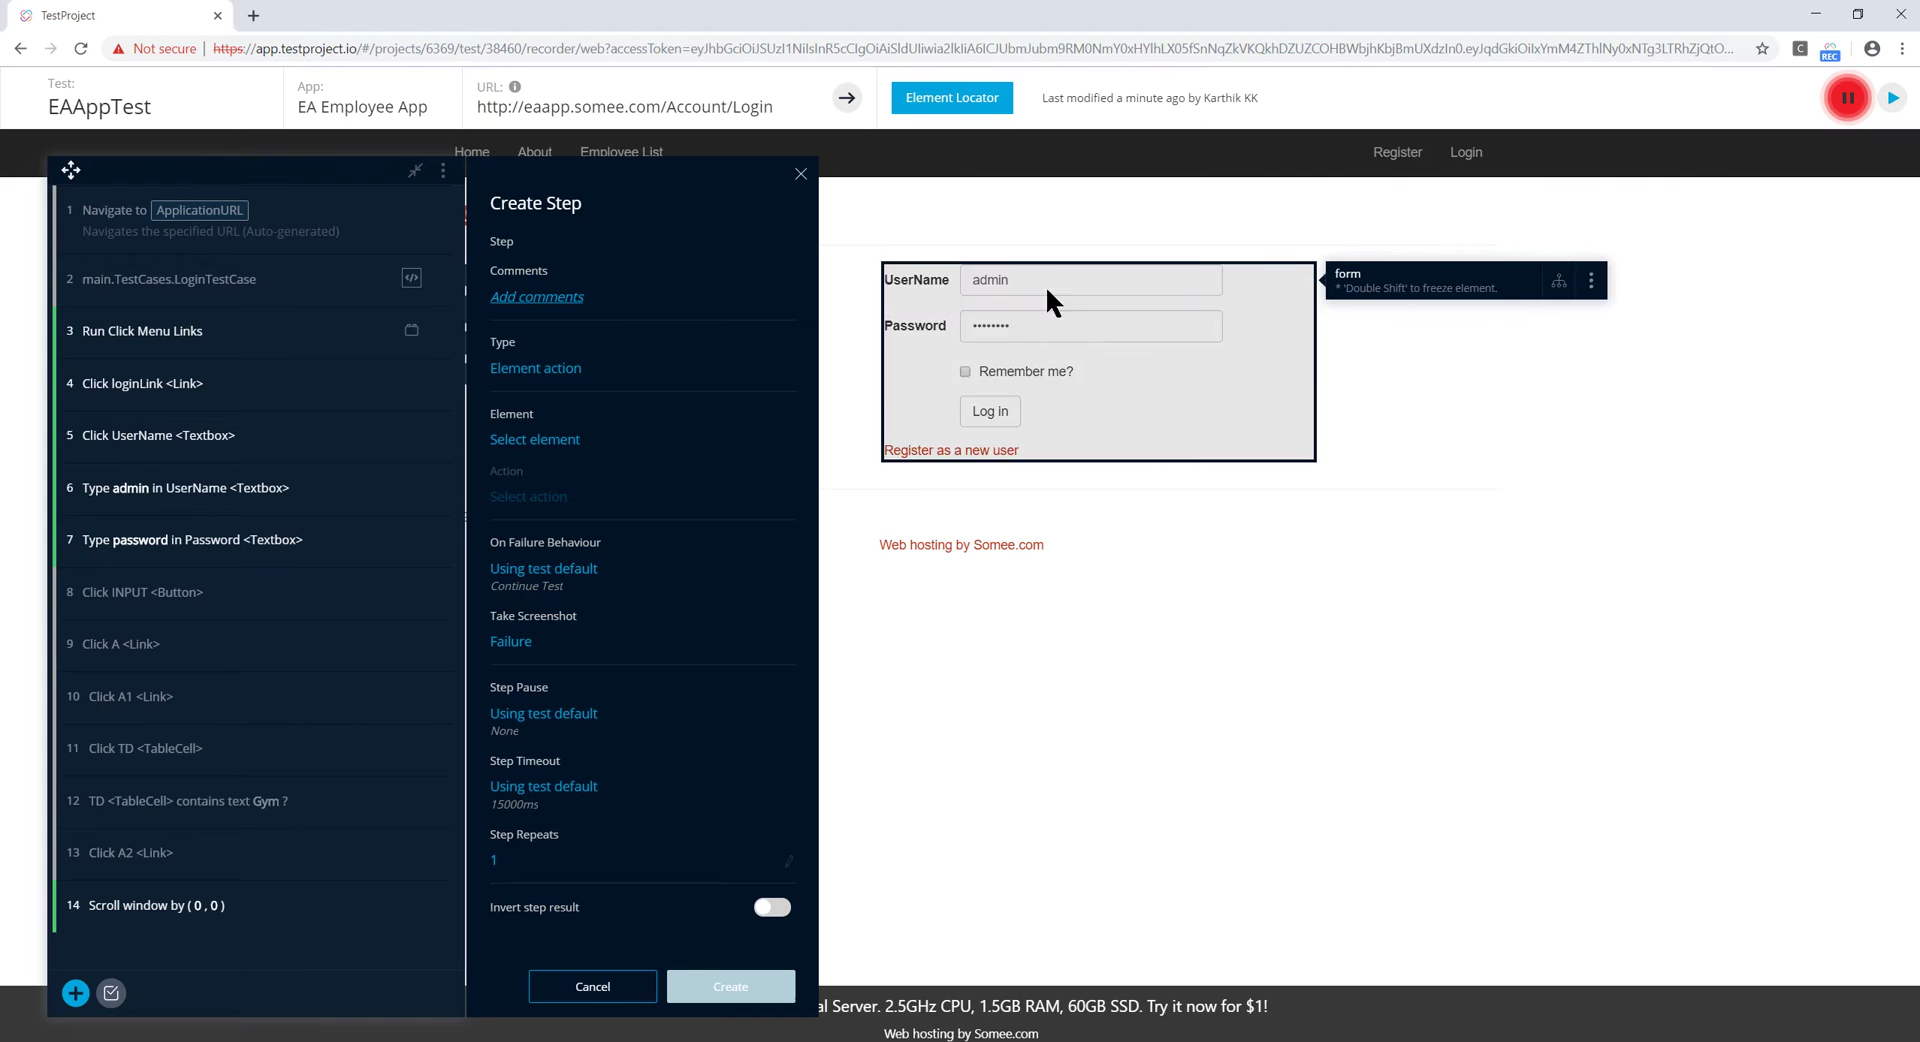 TestProject
Not secure
https://app.testproject.io/#/projects/6369/test/38460/recorder/web?accessToken=
REC
Test:
EAAppTest
App:
EA Employee App
URL:
http://eaapp.somee.com/Account/Login
Element Locator
Last modified a minute ago by Karthik KK
Home
About
Employee List
Register
Login
1 Navigate to ApplicationURL
Navigates the specified URL (Auto-generated)
2 main.TestCases.LoginTestCase
3 Run Click Menu Links
4 Click loginLink <Link>
5 Click UserName <Textbox>
6 Type admin in UserName <Textbox>
7 Type password in Password <Textbox>
8 Click INPUT <Button>
9 Click A <Link>
10 Click A1 <Link>
11 Click TD <TableCell>
12 TD <TableCell> contains text Gym ?
13 Click A2 <Link>
14 Scroll window by ( 0 , 0 )
Create Step
Step
Comments
Add comments
Type
Element action
Element
Select element
Action
Select action
On Failure Behaviour
Using test default
Continue Test
Take Screenshot
Failure
Step Pause
Using test default
None
Step Timeout
Using test default
15000ms
Step Repeats
1
Invert step result
Cancel
Create
UserName
admin
Password
••••••••
Remember me?
Log in
Register as a new user
form
* 'Double Shift' to freeze element.
Web hosting by Somee.com
al Server. 2.5GHz CPU, 1.5GB RAM, 60GB SSD. Try it now for $1!
Web hosting by Somee.com